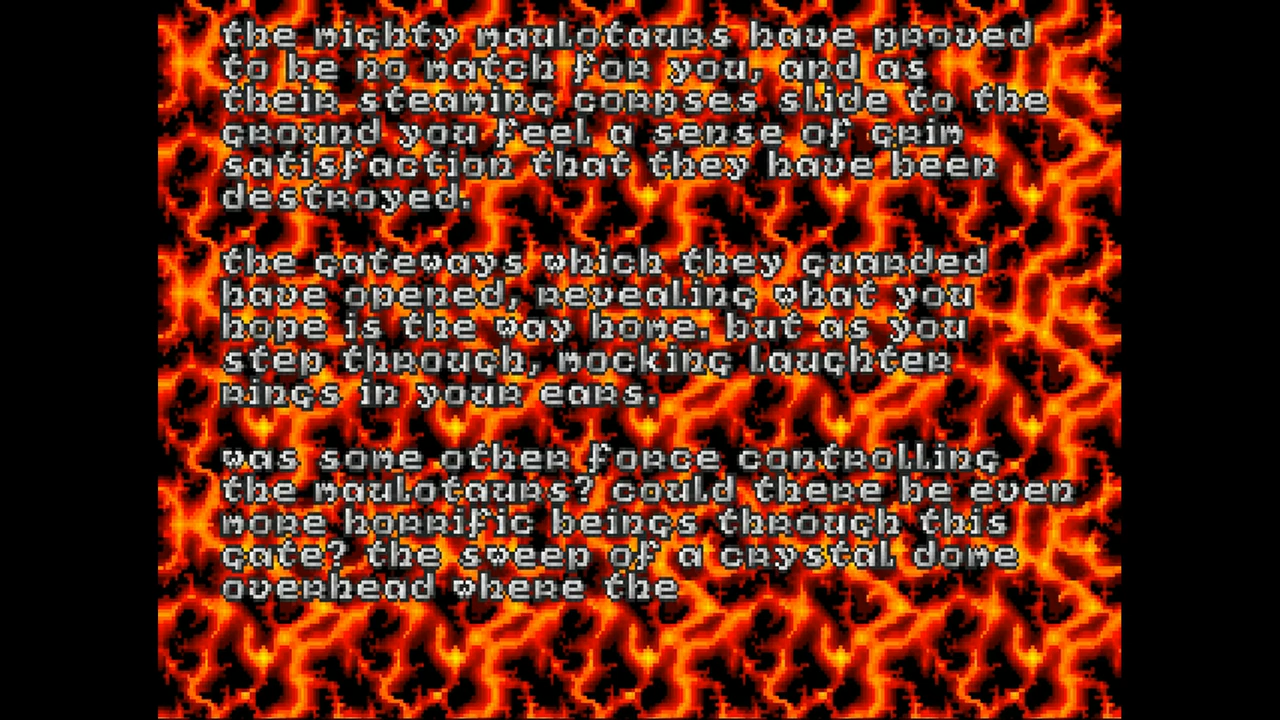 the mighty maulotaurs have proved
to be no match for you, and as
their steaming corpses slide to the
ground you feel a sense of grim
satisfaction that they have been
destroyed.
the gateways which they guarded
have opened, revealing what you
hope is the way home. but as you
step through, mocking laughter
rings in your ears.
was some other force controlling
the maulotaurs? could there be even
more horrific beings through this
gate? the sweep of a crystal dome
overhead where the